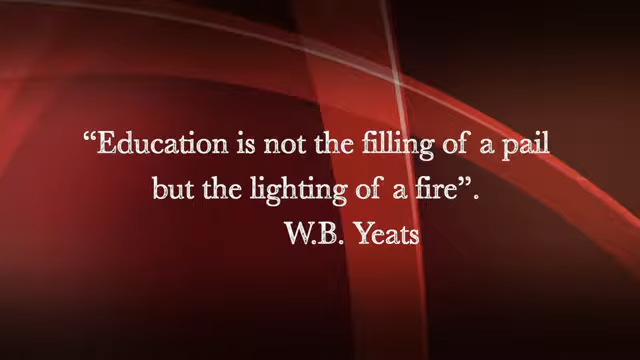 “Education is not the filling of a pail
but the lighting of a fire”.
W.B. Yeats